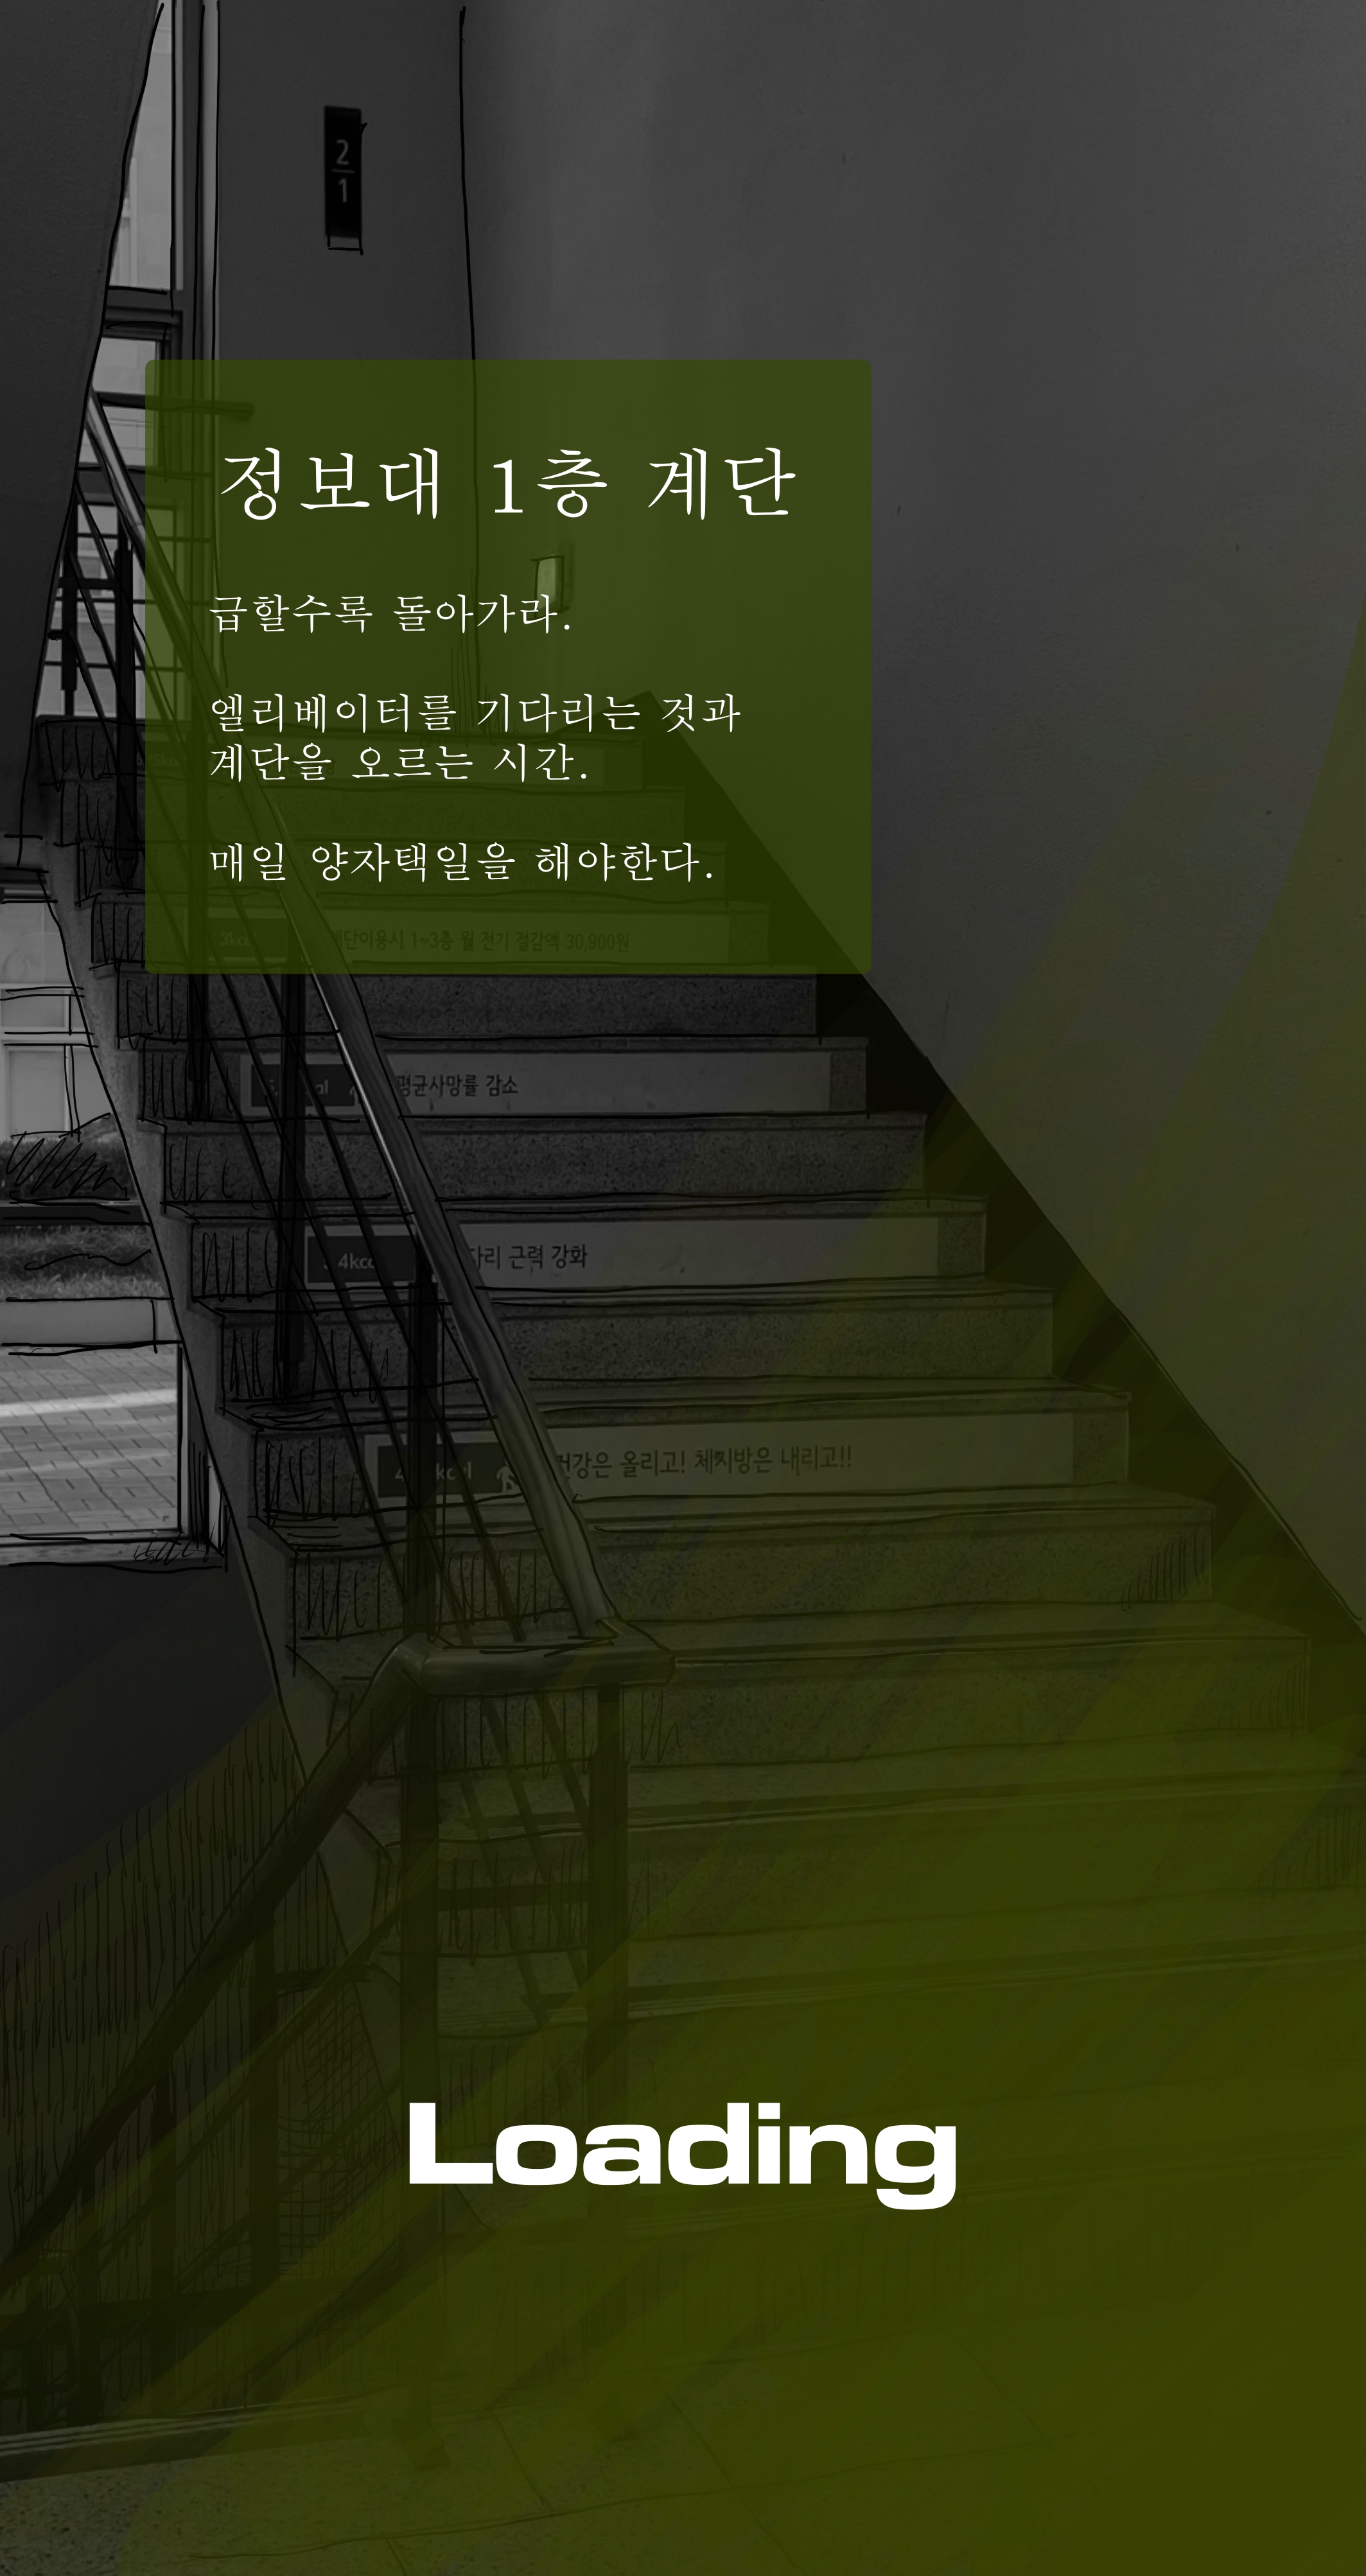 2
1
정보대 1층 계단
급할수록 돌아가라.
엘리베이터를 기다리는 것과
계단을 오르는 시간.
매일 양자택일을 해야한다.
3kc 계단이용시 1~3층 월 전기 절감액 30,900원
평균사망률 감소
4kc 다리 근력 강화
건강은 올리고! 체지방은 내리고!!
Loading